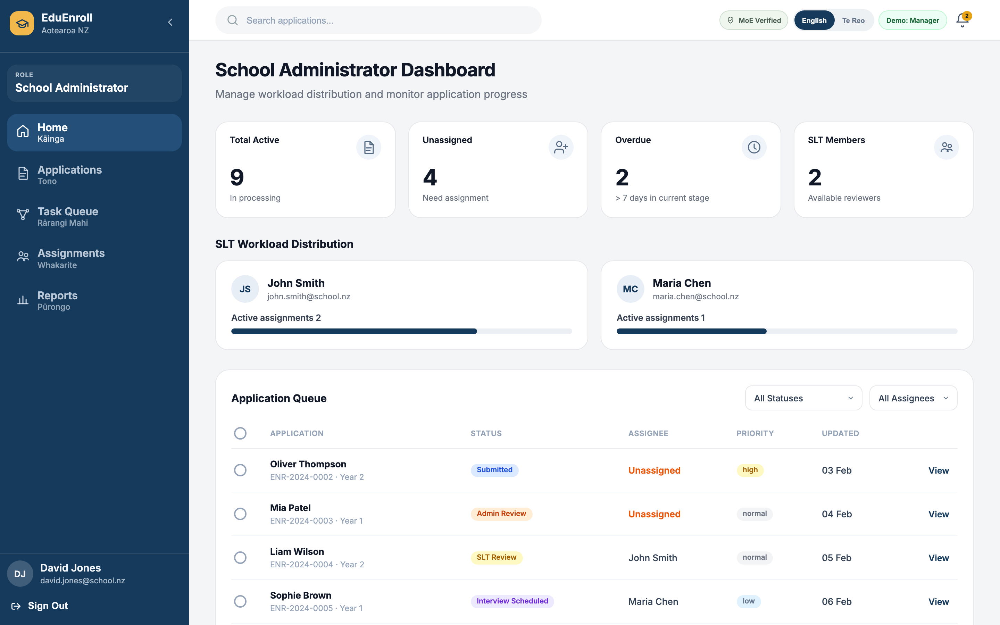 EduEnroll
Aotearoa NZ
ROLE
School Administrator
Home
Kāinga
Applications
Tono
Task Queue
Rārangi Mahi
Assignments
Whakarite
Reports
Pūrongo
DJ
David Jones
david.jones@school.nz
Sign Out
Search applications...
MoE Verified
English
Te Reo
Demo: Manager
2
School Administrator Dashboard
Manage workload distribution and monitor application progress
Total Active
9
In processing
Unassigned
4
Need assignment
Overdue
2
> 7 days in current stage
SLT Members
2
Available reviewers
SLT Workload Distribution
JS
John Smith
john.smith@school.nz
Active assignments 2
MC
Maria Chen
maria.chen@school.nz
Active assignments 1
Application Queue
All Statuses
All Assignees
APPLICATION STATUS ASSIGNEE PRIORITY UPDATED
Oliver Thompson
ENR-2024-0002 · Year 2
Submitted
Unassigned
high
03 Feb
View
Mia Patel
ENR-2024-0003 · Year 1
Admin Review
Unassigned
normal
04 Feb
View
Liam Wilson
ENR-2024-0004 · Year 2
SLT Review
John Smith
normal
05 Feb
View
Sophie Brown
ENR-2024-0005 · Year 1
Interview Scheduled
Maria Chen
low
06 Feb
View